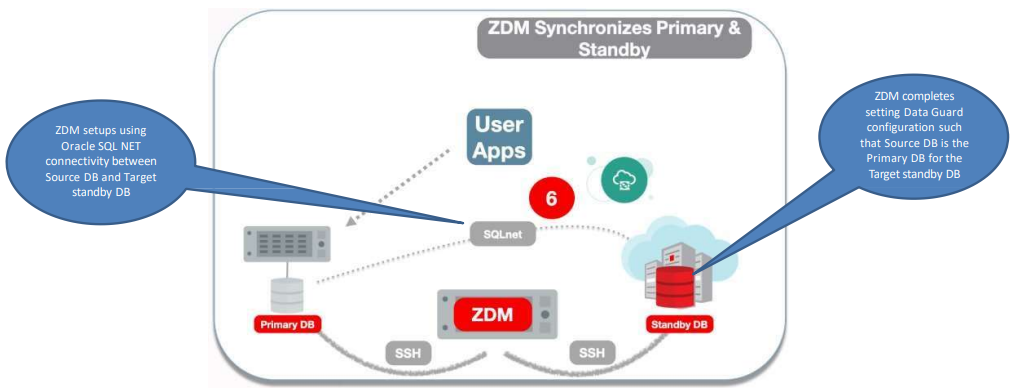 ZDM Synchronizes Primary &
Standby
ZDM setups using
Oracle SQL NET
connectivity between
Source DB and Target
standby DB
User
Apps
ZDM completes
setting Data Guard
configuration such
that Source DB is the
Primary DB for the
Target standby DB
6
SQLnet
ZDM
Primary DB
Standby DB
SSH
SSH